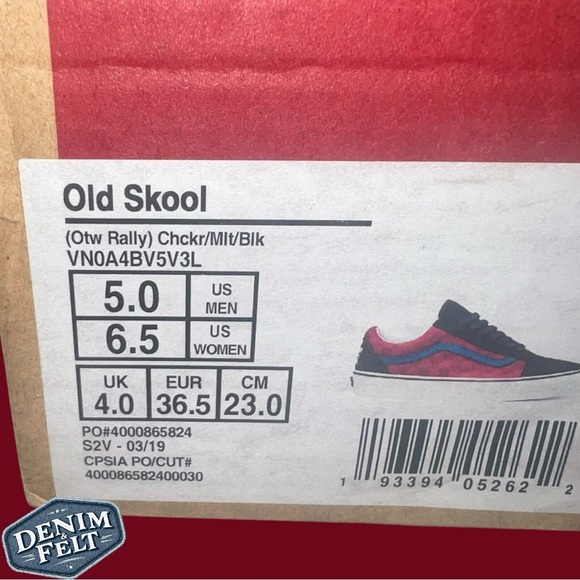 Old Skool
(Otw Rally) Chckr/Mlt/Blk
VN0A4BV5V3L
5.0 US MEN
6.5 US WOMEN
UK EUR CM
4.0 36.5 23.0
PO#4000865824
S2V - 03/19
CPSIA PO/CUT#
400086582400030
1 93394 05262 2
DENIM
&
FELT